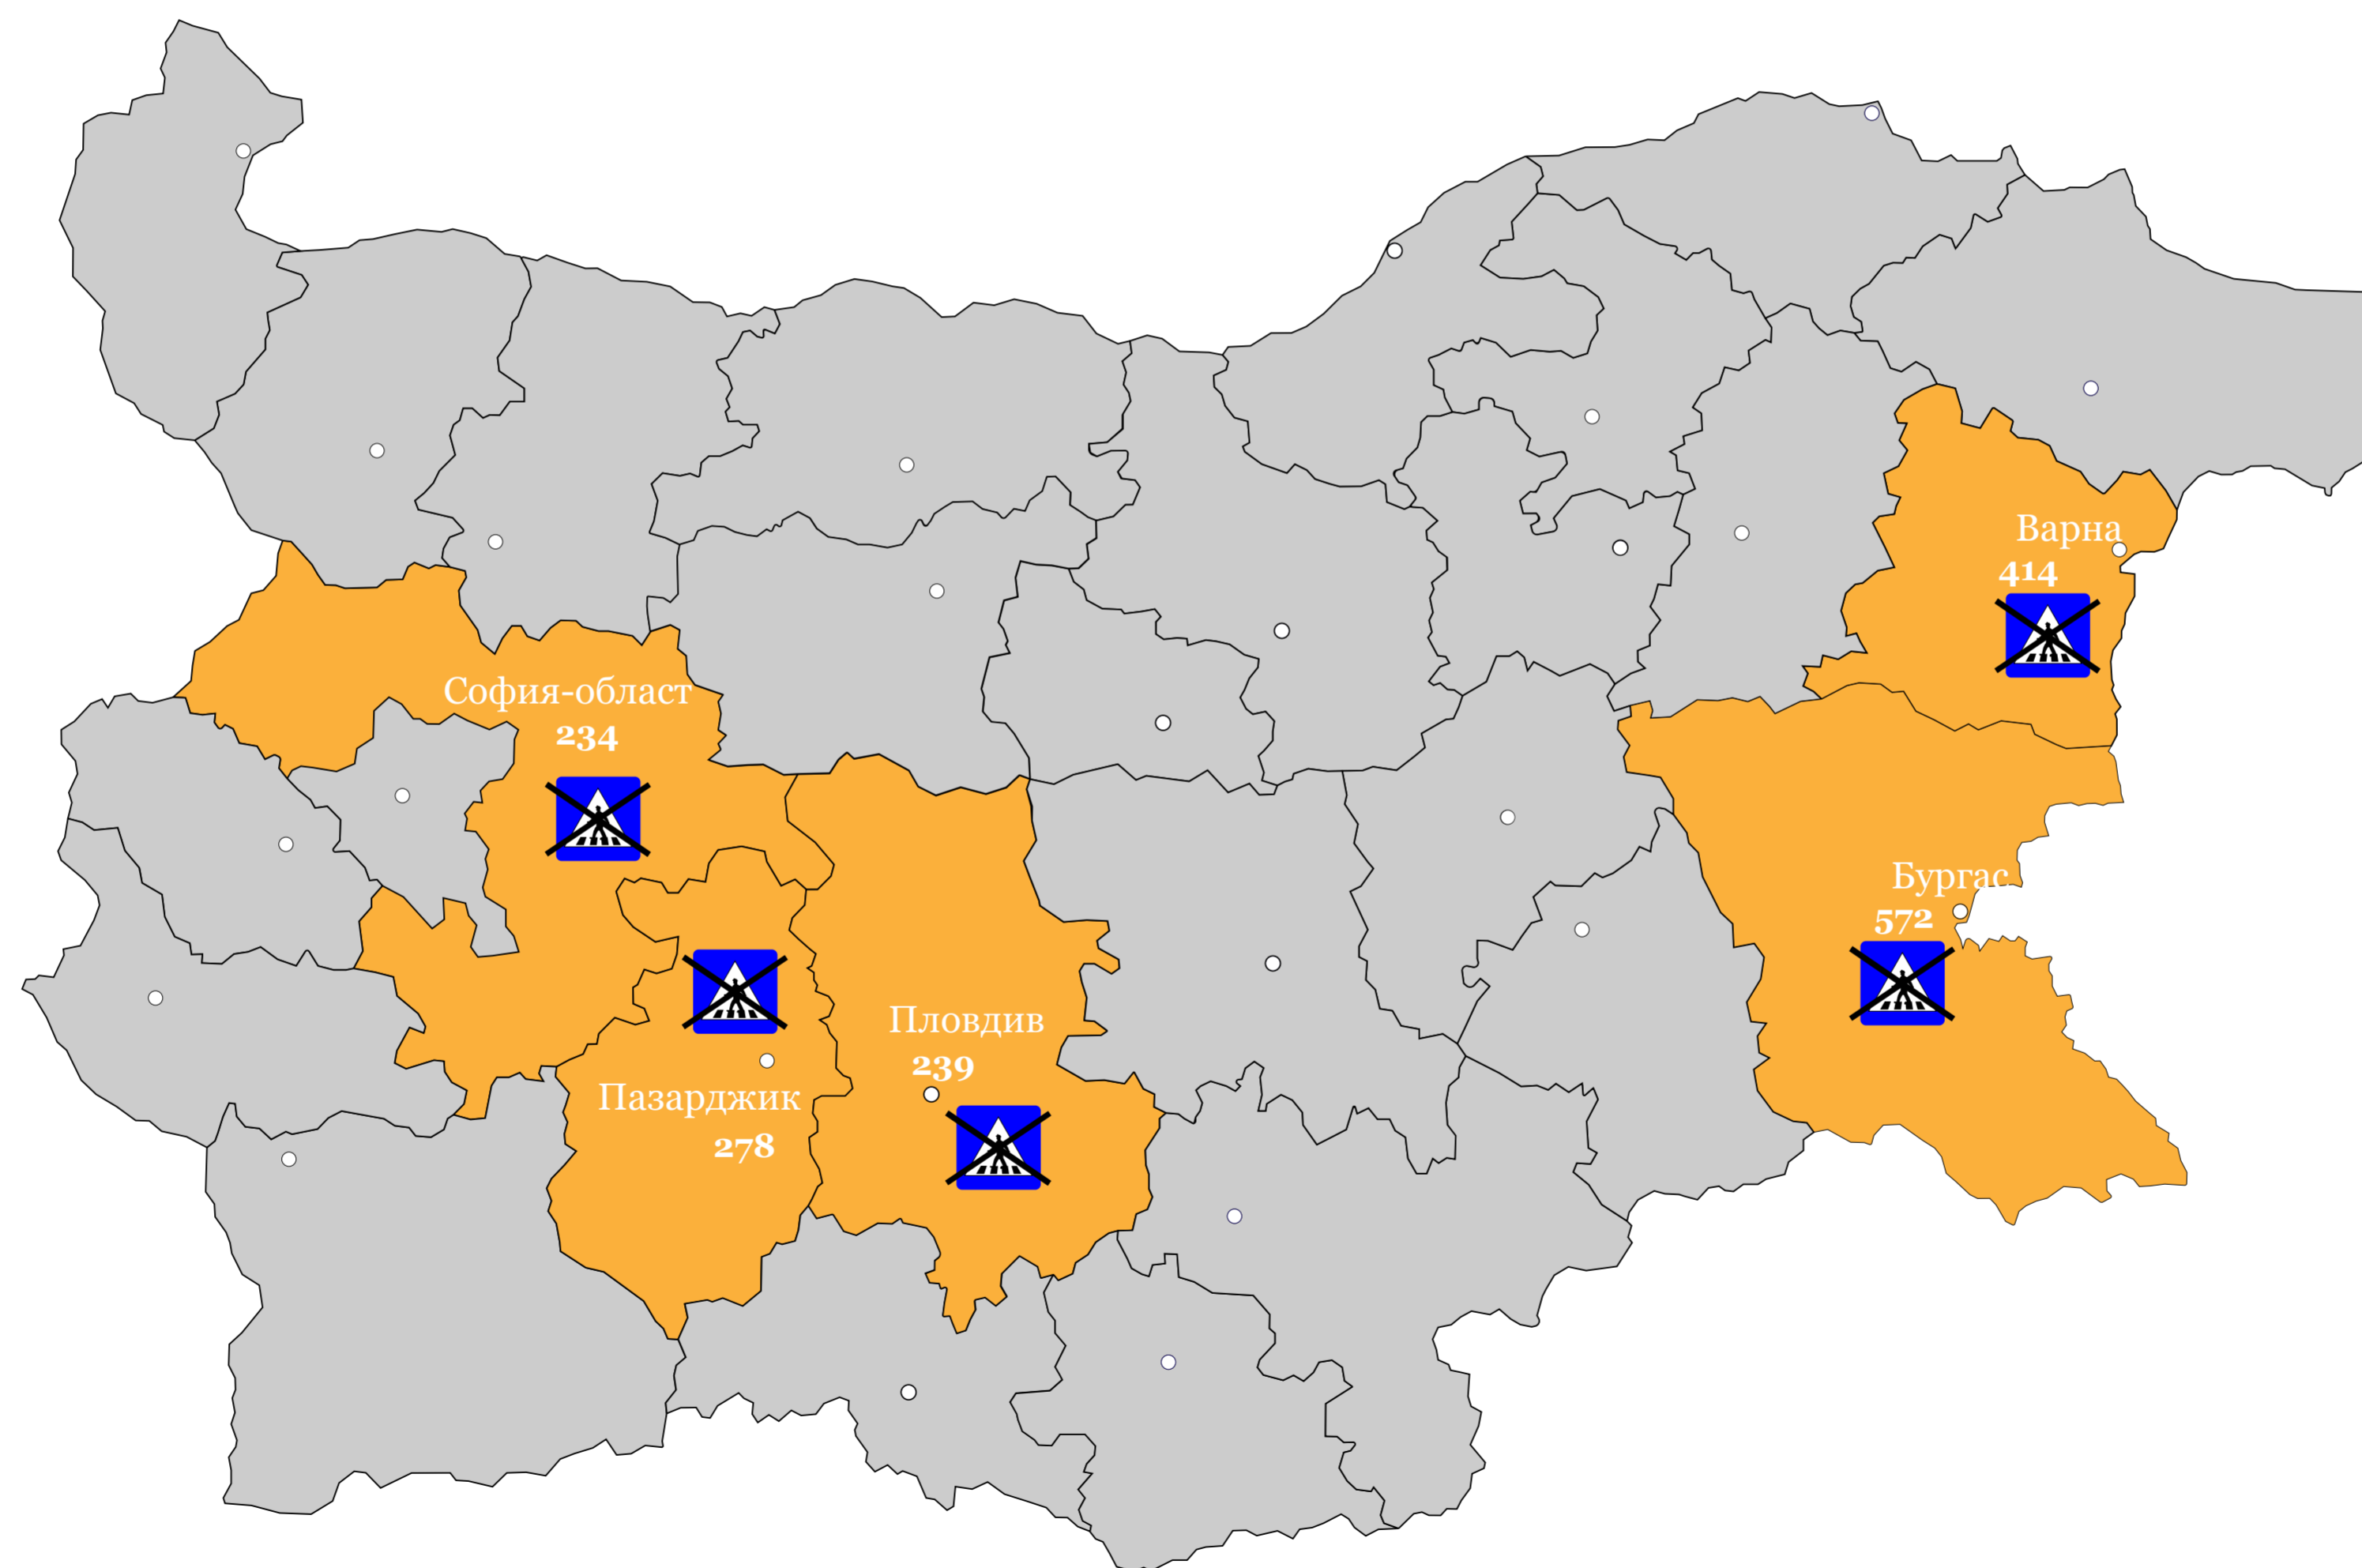 Варна
414
София-област
234
Бургас
572
Пловдив
239
Пазарджик
278